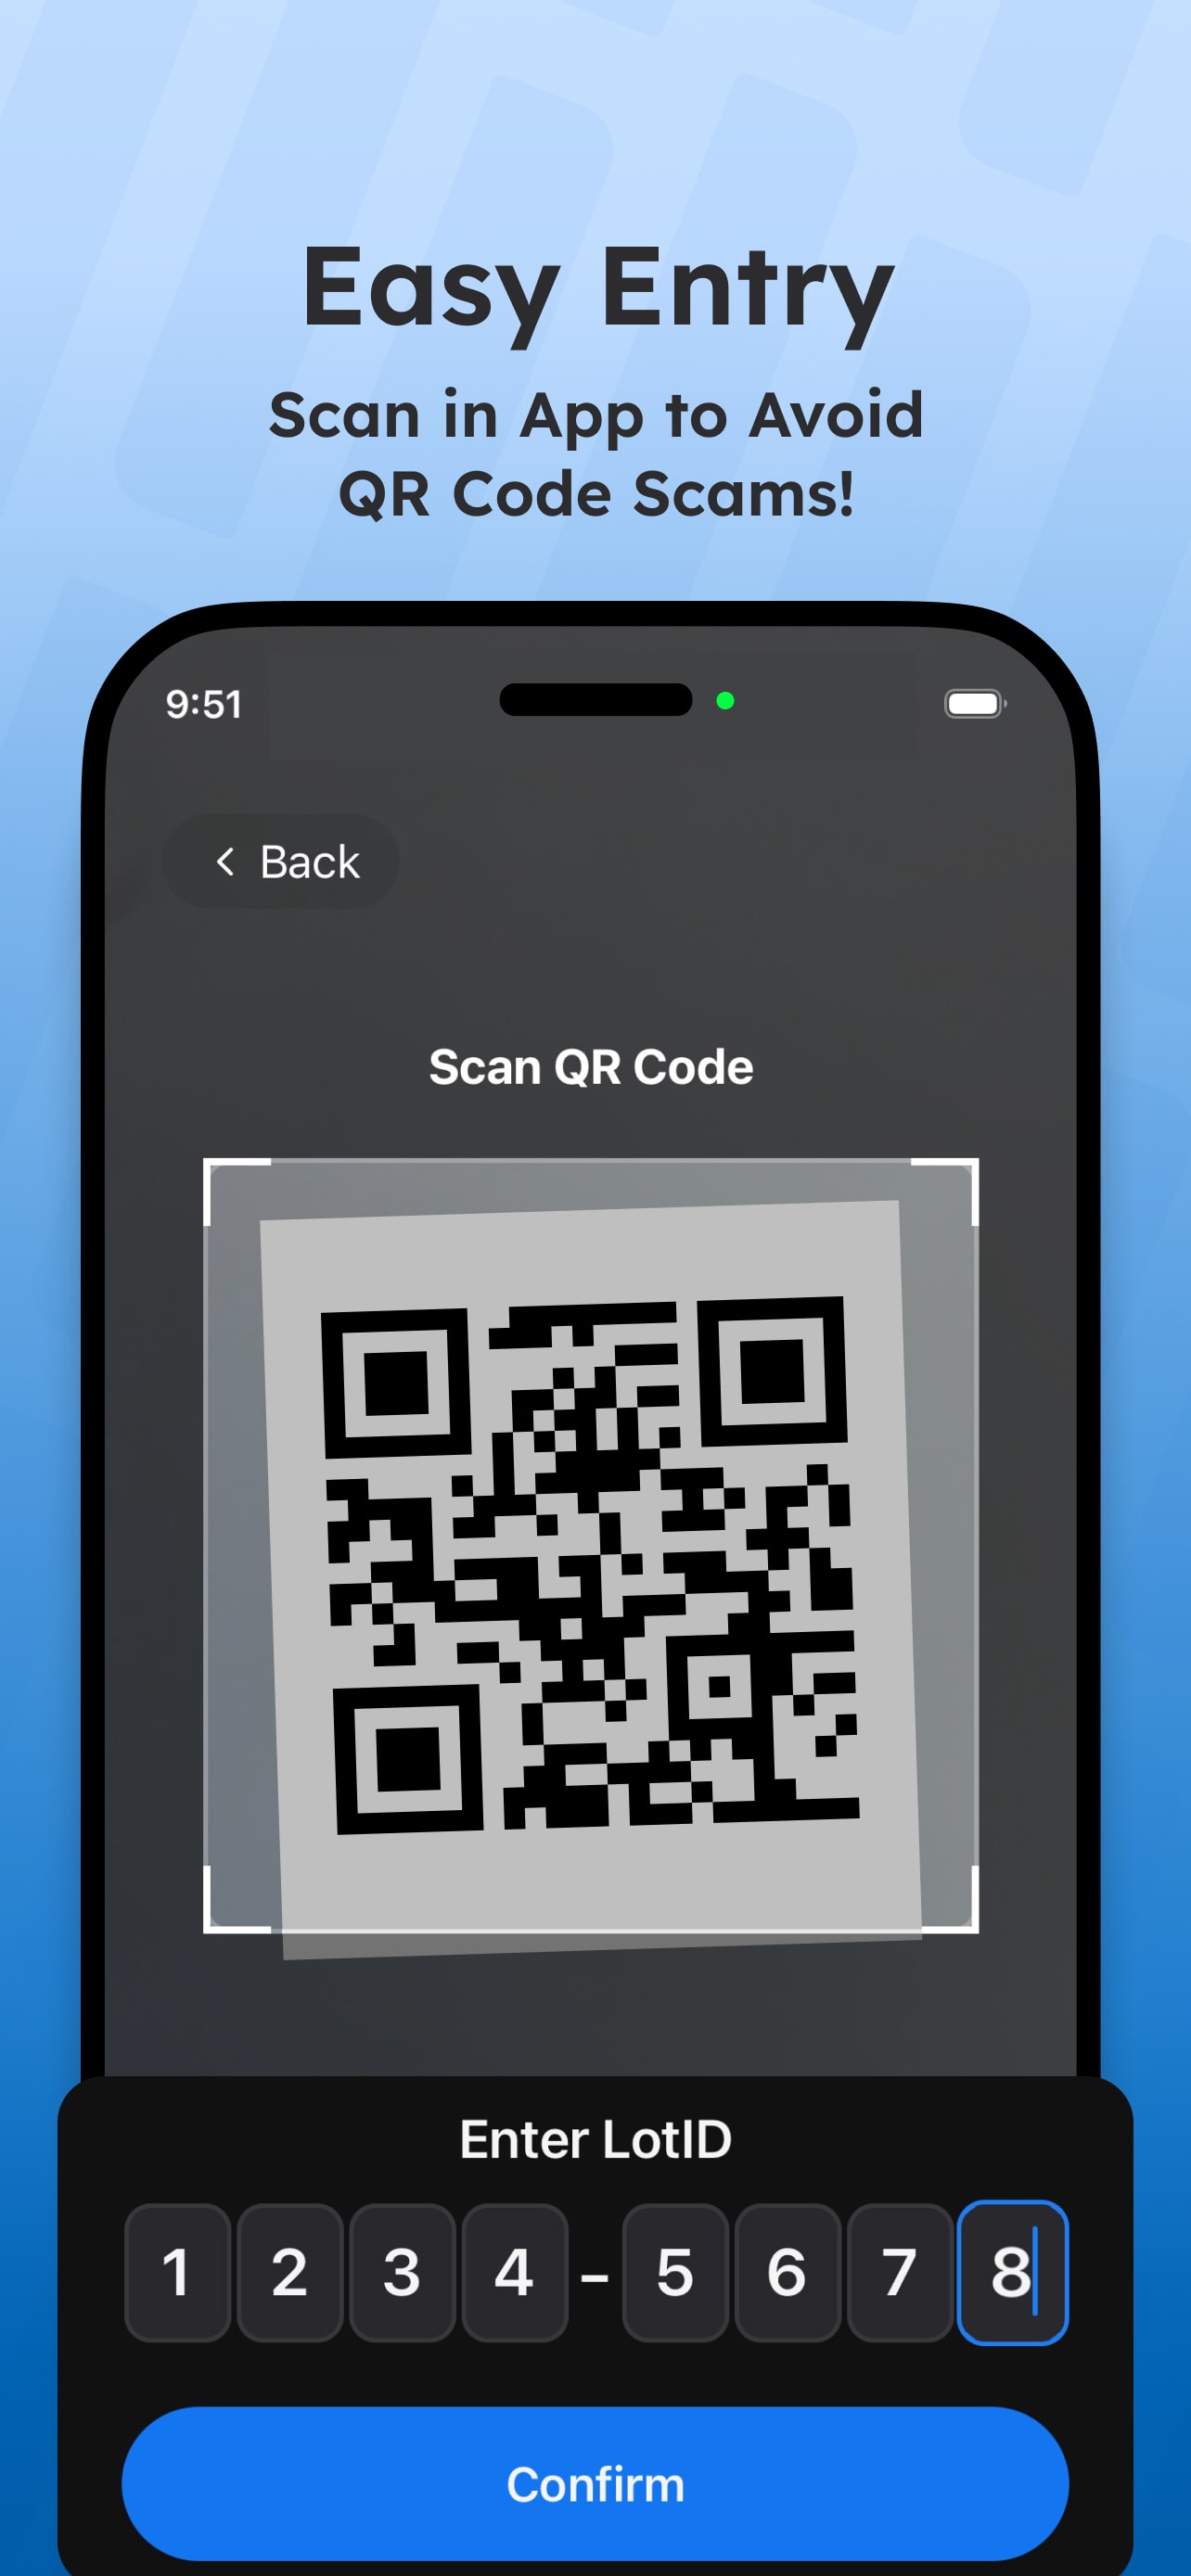 Easy Entry
Scan in App to Avoid
QR Code Scams!
9:51
Back
Scan QR Code
Enter LotID
1 2 3 4 - 5 6 7 8
Confirm